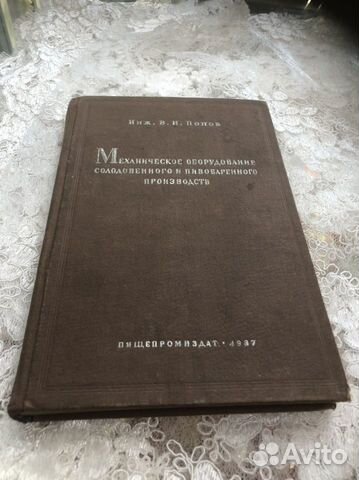 Инж. В. И. Попов
Механическое оборудование
солодовенного и пивоваренного
производств
Пищепромиздат • 1937
Avito